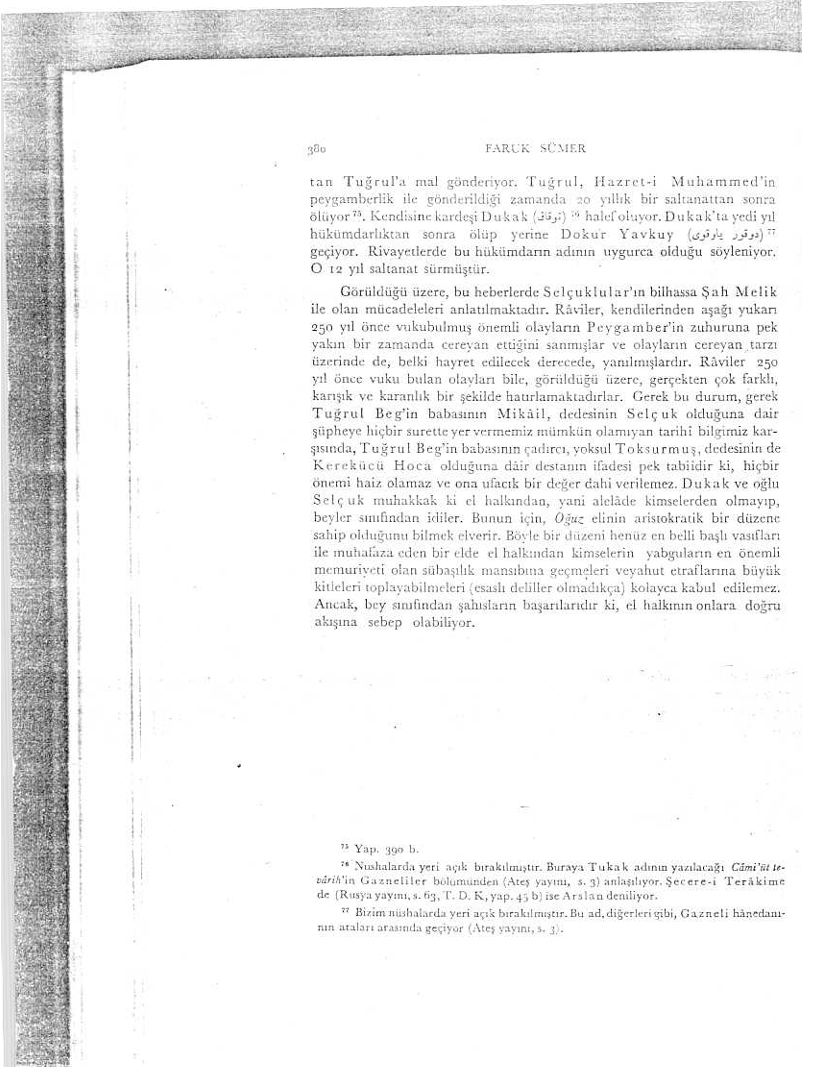 380 FARUK SÜMER
tan Tuğrul'a mal gönderiyor. Tuğrul, Hazret-i Muhammed'in
peygamberlik ile gönderildiği zamanda 20 yıllık bir saltanattan sonra
ölüyor 75. Kendisine kardeşi Dukak (توقاق) 76 halef oluyor. Dukak'ta yedi yıl
hükümdarlıktan sonra ölüp yerine Dokur Yavkuy (دوقور ياوقوى) 77
geçiyor. Rivayetlerde bu hükümdarın adının uygurca olduğu söyleniyor.
O 12 yıl saltanat sürmüştür.
Görüldüğü üzere, bu heberlerde Selçuklular'ın bilhassa Şah Melik
ile olan mücadeleleri anlatılmaktadır. Râviler, kendilerinden aşağı yukarı
250 yıl önce vukubulmuş önemli olayların Peygamber'in zuhuruna pek
yakın bir zamanda cereyan ettiğini sanmışlar ve olayların cereyan tarzı
üzerinde de, belki hayret edilecek derecede, yanılmışlardır. Râviler 250
yıl önce vuku bulan olayları bile, görüldüğü üzere, gerçekten çok farklı,
karışık ve karanlık bir şekilde hatırlamaktadırlar. Gerek bu durum, gerek
Tuğrul Beg'in babasının Mikâil, dedesinin Selçuk olduğuna dair
şüpheye hiçbir surette yer vermemiz mümkün olamıyan tarihî bilgimiz kar-
şısında, Tuğrul Beg'in babasının çadırcı, yoksul Toksurmuş, dedesinin de
Kerekücü Hoca olduğuna dâir destanın ifadesi pek tabiidir ki, hiçbir
önemi haiz olamaz ve ona ufacık bir değer dahi verilemez. Dukak ve oğlu
Selçuk muhakkak ki el halkından, yani alelâde kimselerden olmayıp,
beyler sınıfından idiler. Bunun için, Oğuz elinin aristokratik bir düzene
sahip olduğunu bilmek elverir. Böyle bir düzeni henüz en belli başlı vasıfları
ile muhafaza eden bir elde el halkından kimselerin yabguların en önemli
memuriyeti olan sübaşılık mansıbına geçmeleri veyahut etraflarına büyük
kitleleri toplayabilmeleri (esaslı deliller olmadıkça) kolayca kabul edilemez.
Ancak, bey sınıfından şahısların başarılarıdır ki, el halkının onlara doğru
akışına sebep olabiliyor.
75 Yap. 390 b.
76 Nushalarda yeri açık bırakılmıştır. Buraya Tukak adının yazılacağı Câmi'üt te-
vârih'in Gazneliler bölümünden (Ateş yayını, s. 3) anlaşılıyor. Şecere-i Terâkime
de (Rusya yayını, s. 63, T. D. K, yap. 45 b) ise Arslan deniliyor.
77 Bizim nüshalarda yeri açık bırakılmıştır. Bu ad, diğerleri gibi, Gazneli hânedanı-
nın ataları arasında geçiyor (Ateş yayını, s. 3).